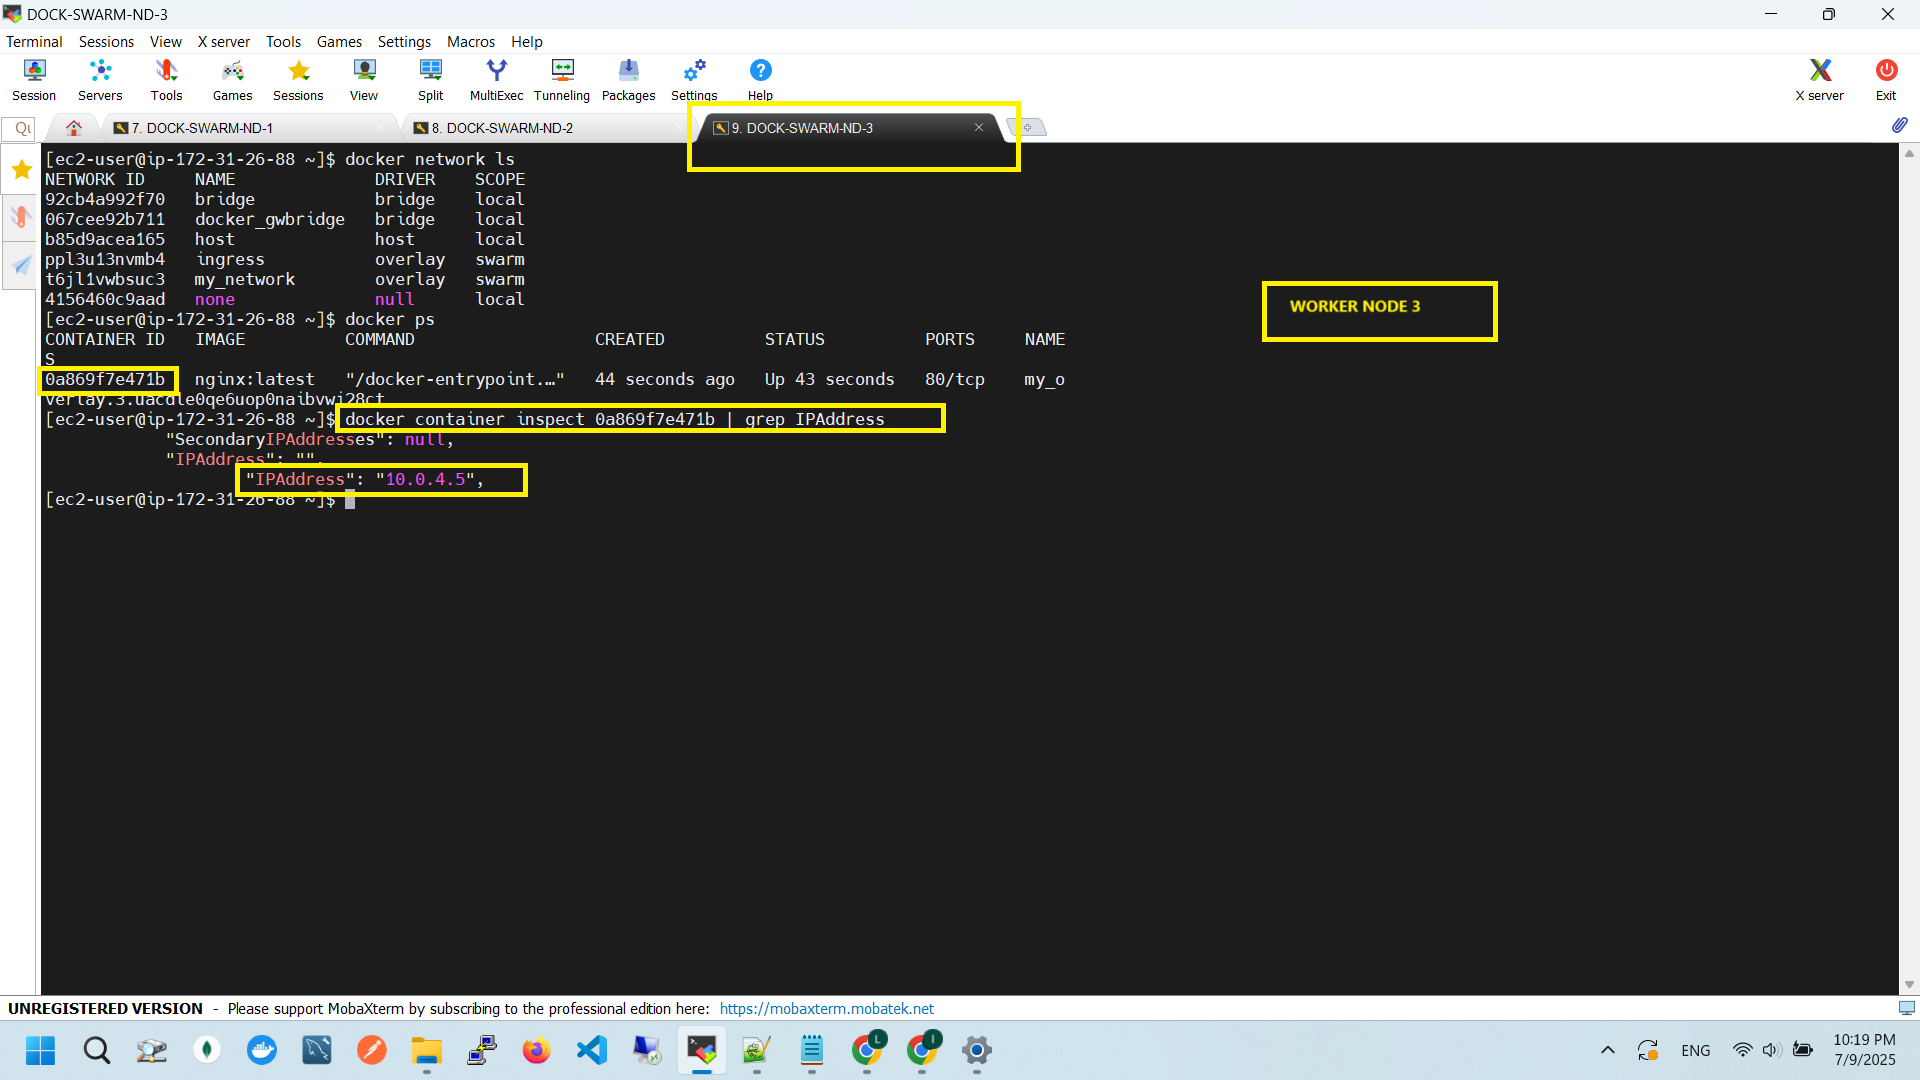 DOCK-SWARM-ND-3
Terminal Sessions View X server Tools Games Settings Macros Help
Session Servers Tools Games Sessions View Split MultiExec Tunneling Packages Settings Help X server Exit
7. DOCK-SWARM-ND-1 8. DOCK-SWARM-ND-2 9. DOCK-SWARM-ND-3
[ec2-user@ip-172-31-26-88 ~]$ docker network ls
NETWORK ID NAME DRIVER SCOPE
92cb4a992f70 bridge bridge local
067cee92b711 docker_gwbridge bridge local
b85d9acea165 host host local
ppl3u13nvmb4 ingress overlay swarm
t6jl1vwbsuc3 my_network overlay swarm
4156460c9aad none null local
WORKER NODE 3
[ec2-user@ip-172-31-26-88 ~]$ docker ps
CONTAINER ID IMAGE COMMAND CREATED STATUS PORTS NAME
S
0a869f7e471b nginx:latest "/docker-entrypoint.…" 44 seconds ago Up 43 seconds 80/tcp my_o
verlay.3.uacdle0qe6uop0naibvwi28ct
[ec2-user@ip-172-31-26-88 ~]$ docker container inspect 0a869f7e471b | grep IPAddress
"SecondaryIPAddresses": null,
"IPAddress": "",
"IPAddress": "10.0.4.5",
[ec2-user@ip-172-31-26-88 ~]$
UNREGISTERED VERSION - Please support MobaXterm by subscribing to the professional edition here: https://mobaxterm.mobatek.net
L I
ENG
10:19 PM
7/9/2025